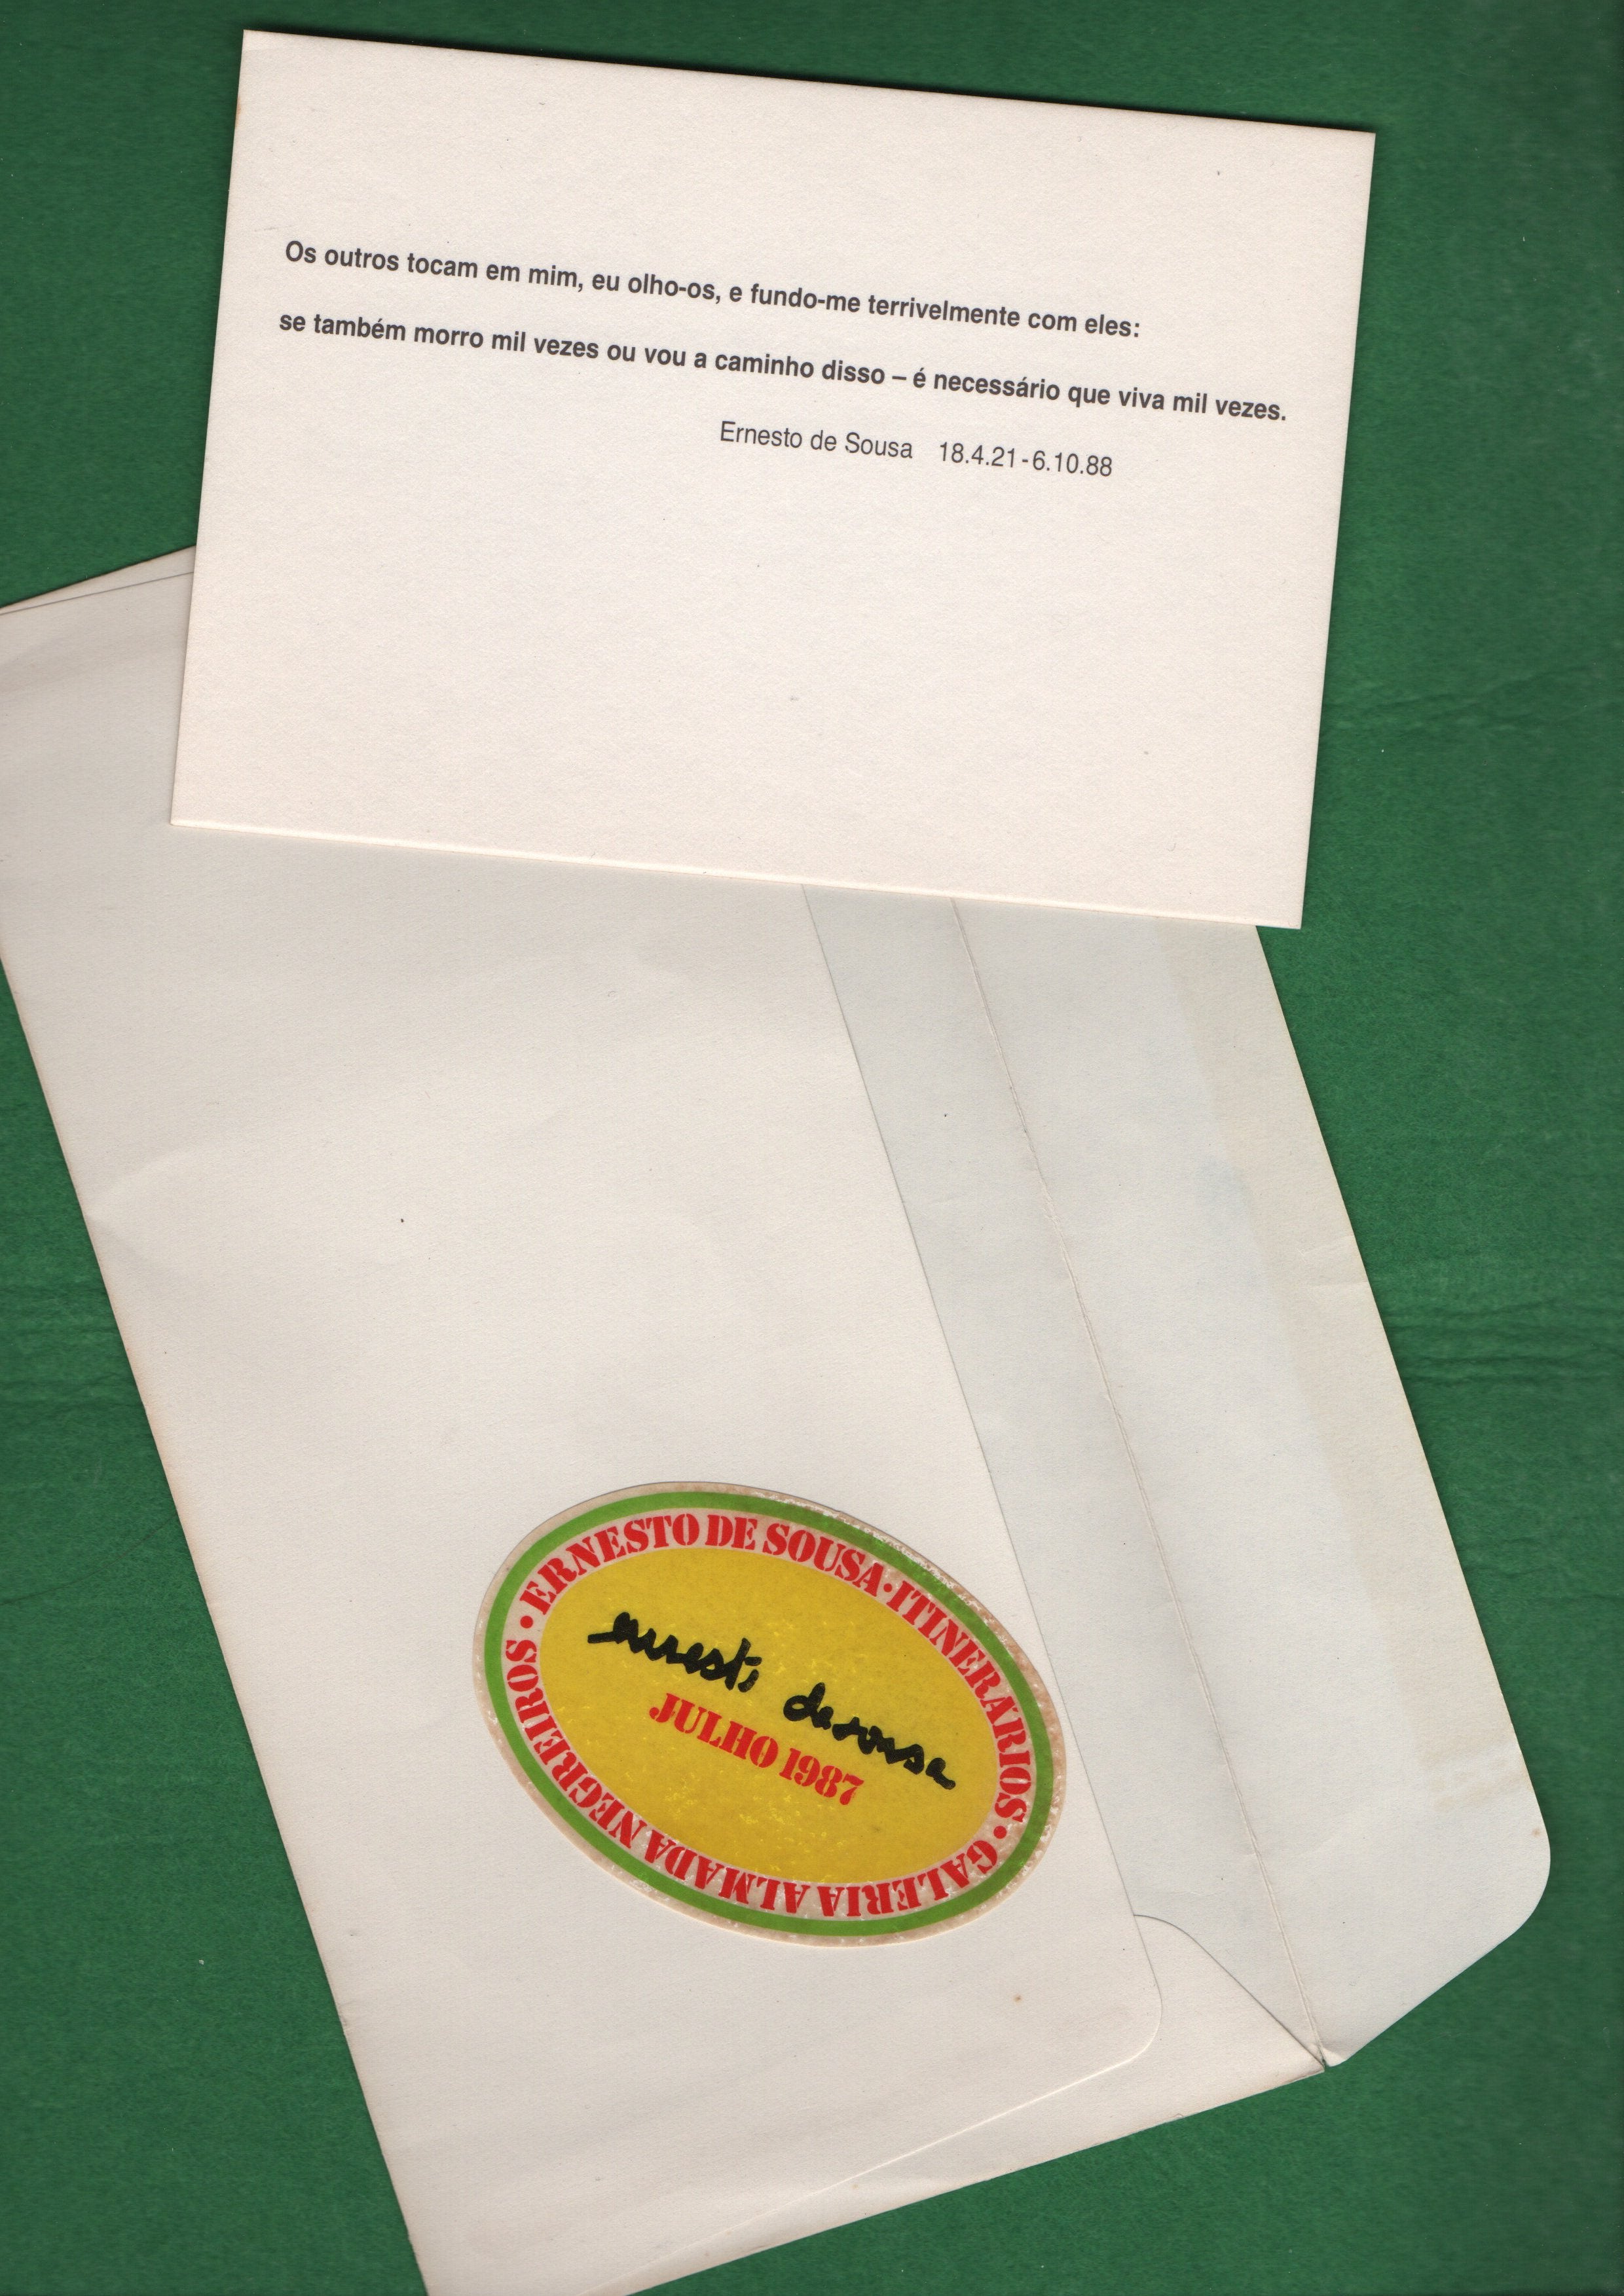 Os outros tocam em mim, eu olho-os, e fundo-me terrivelmente com eles:
se também morro mil vezes ou vou a caminho disso – é necessário que viva mil vezes.
Ernesto de Sousa 18.4.21-6.10.88
• ERNESTO DE SOUSA • ITINERÁRIOS • GALERIA ALMADA NEGREIROS
ernesto de sousa
JULHO 1987